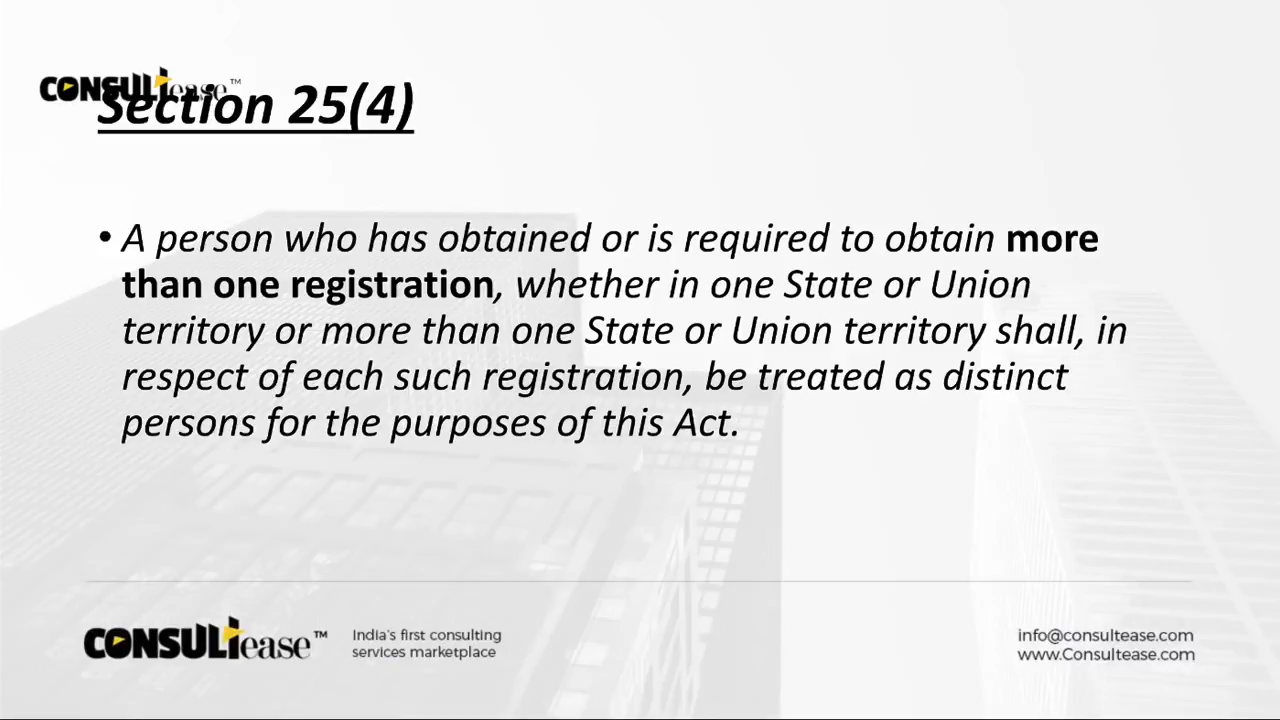 CONSULTease™
Section 25(4)
• A person who has obtained or is required to obtain more
than one registration, whether in one State or Union
territory or more than one State or Union territory shall, in
respect of each such registration, be treated as distinct
persons for the purposes of this Act.
CONSULTease™
India's first consulting
services marketplace
info@consultease.com
www.Consultease.com